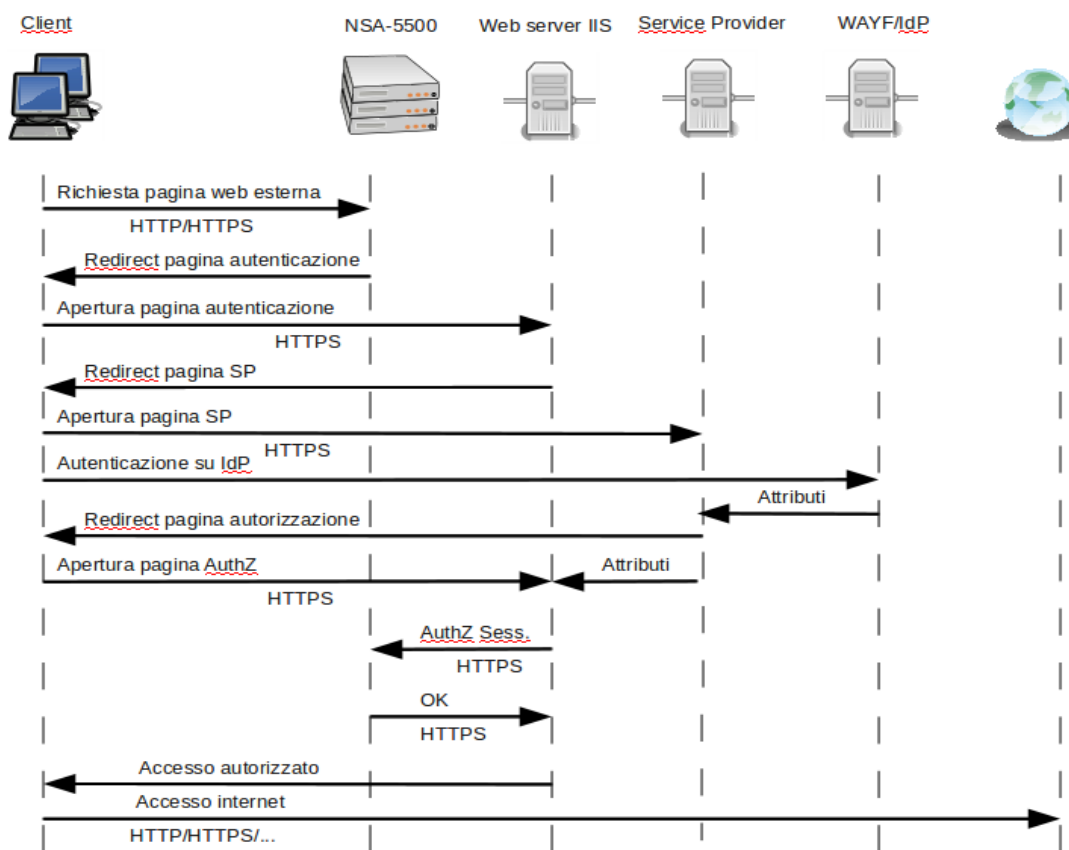 Client
NSA-5500
Web server IIS
Service Provider
WAYF/IdP
Richiesta pagina web esterna
HTTP/HTTPS
Redirect pagina autenticazione
Apertura pagina autenticazione
HTTPS
Redirect pagina SP
Apertura pagina SP
HTTPS
Autenticazione su IdP
Attributi
Redirect pagina autorizzazione
Apertura pagina AuthZ
Attributi
HTTPS
AuthZ Sess.
HTTPS
OK
HTTPS
Accesso autorizzato
Accesso internet
HTTP/HTTPS/...